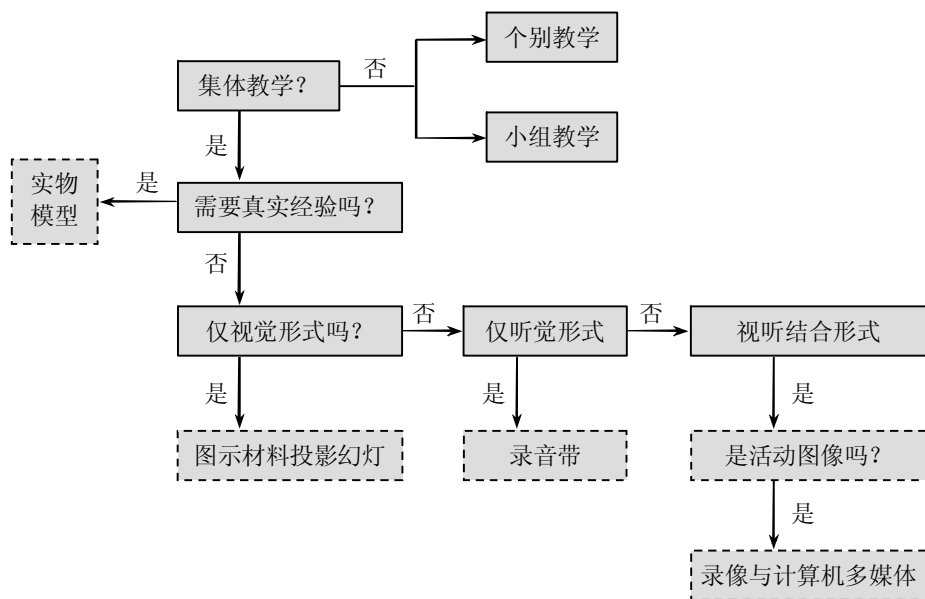 个别教学
集体教学？
否
小组教学
是
实物
模型
是
需要真实经验吗？
否
仅视觉形式吗？
否
仅听觉形式
否
视听结合形式
是
是
是
图示材料投影幻灯
录音带
是活动图像吗？
是
录像与计算机多媒体